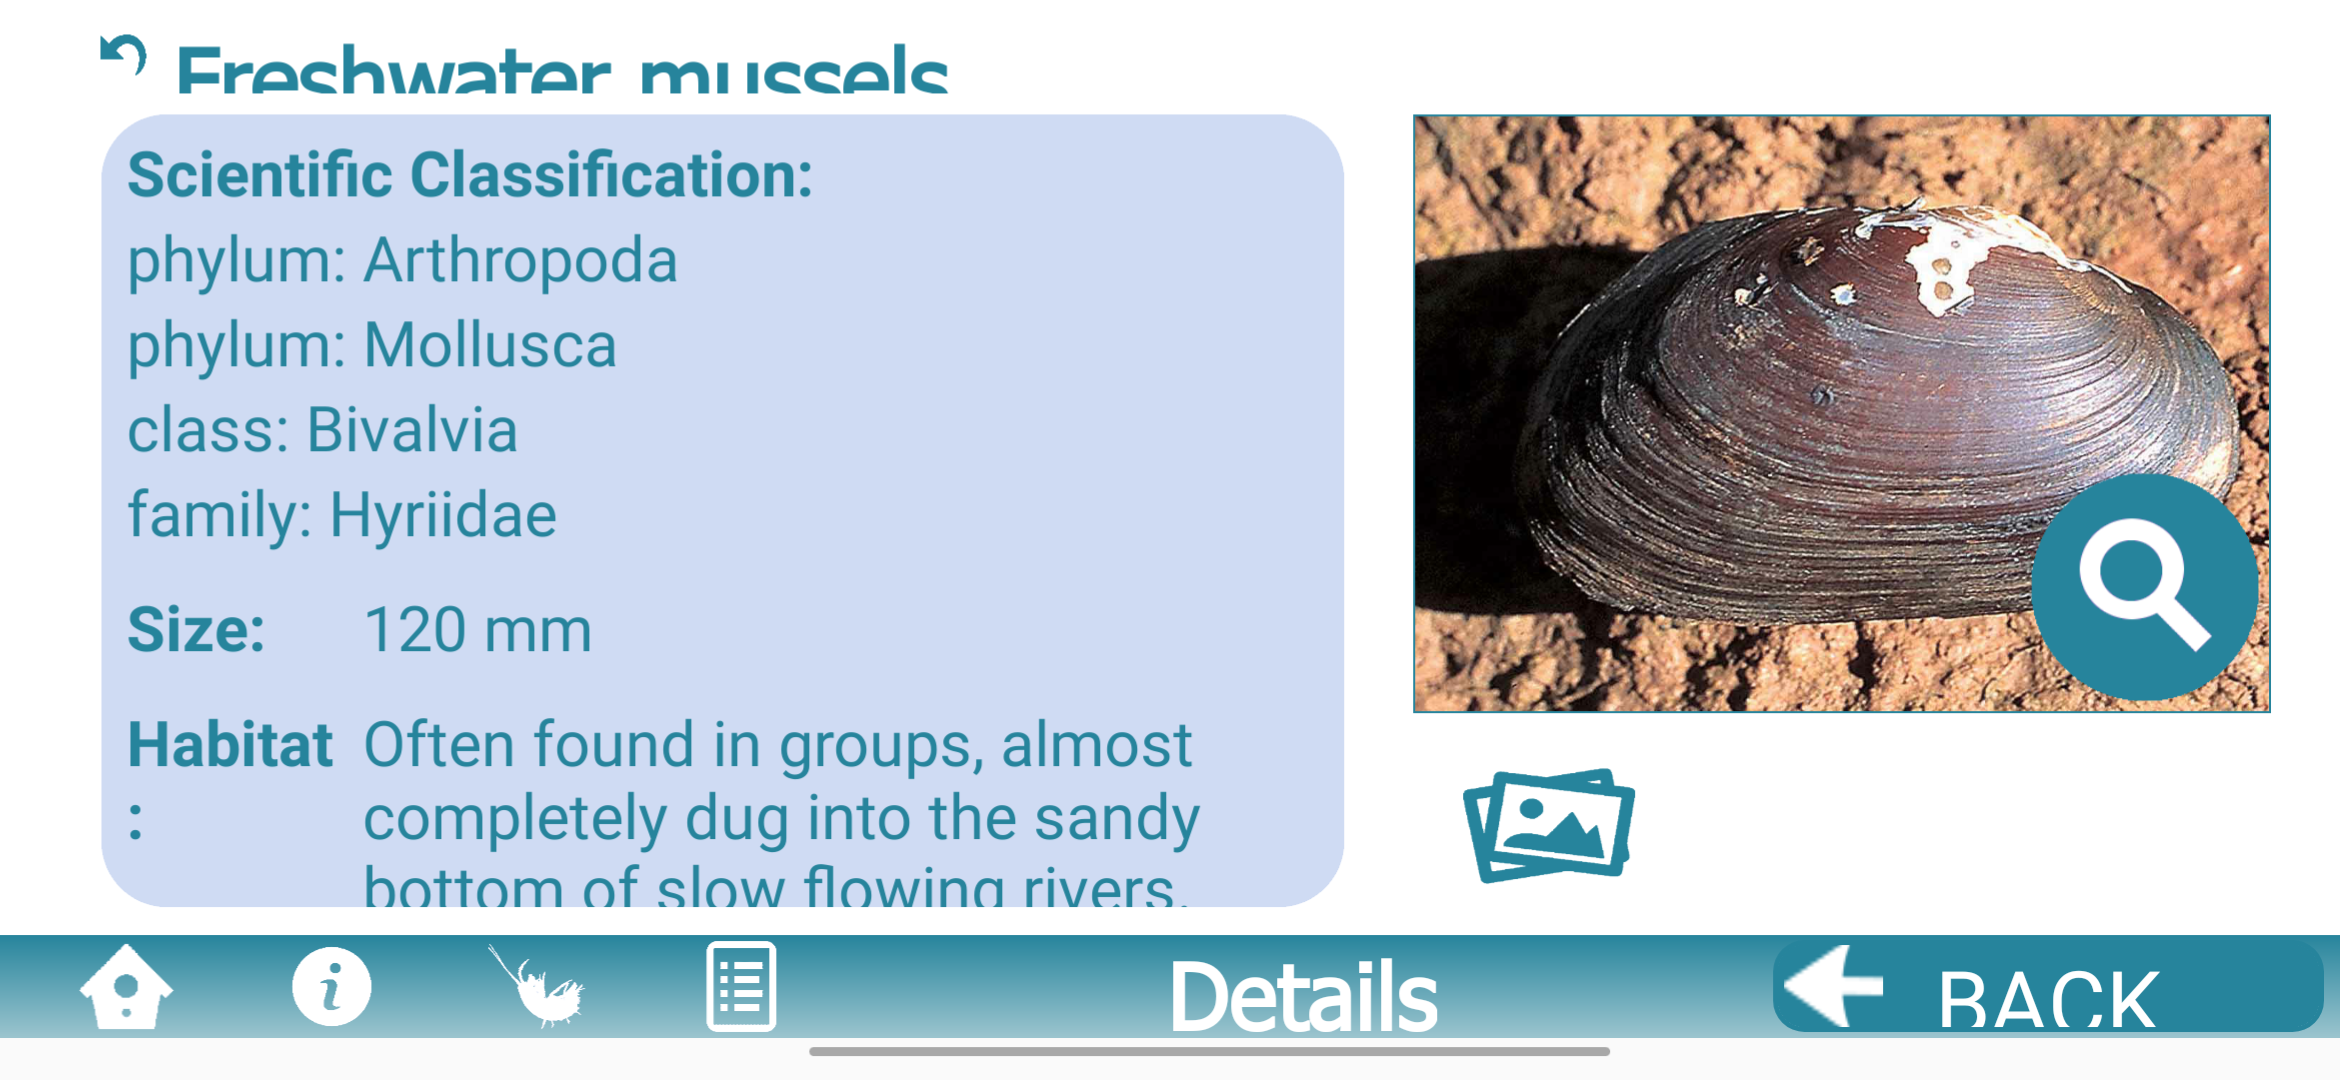 Freshwater mussels
Scientific Classification:
phylum: Arthropoda
phylum: Mollusca
class: Bivalvia
family: Hyriidae
Size: 120 mm
Habitat Often found in groups, almost
: completely dug into the sandy
bottom of slow flowing rivers.
Details
BACK